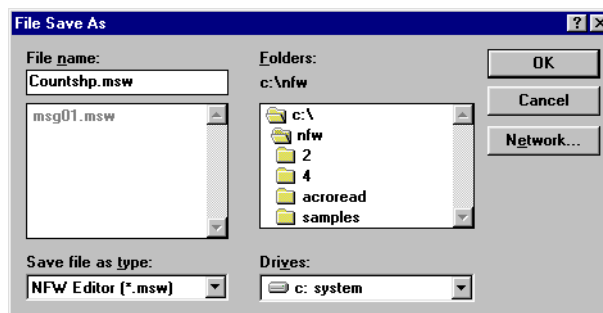 File Save As
File name:
Countshp.msw
msg01.msw
Save file as type:
NFW Editor (*.msw)
Folders:
c:\nfw
c:\
nfw
2
4
acroread
samples
Drives:
c: system
OK
Cancel
Network...